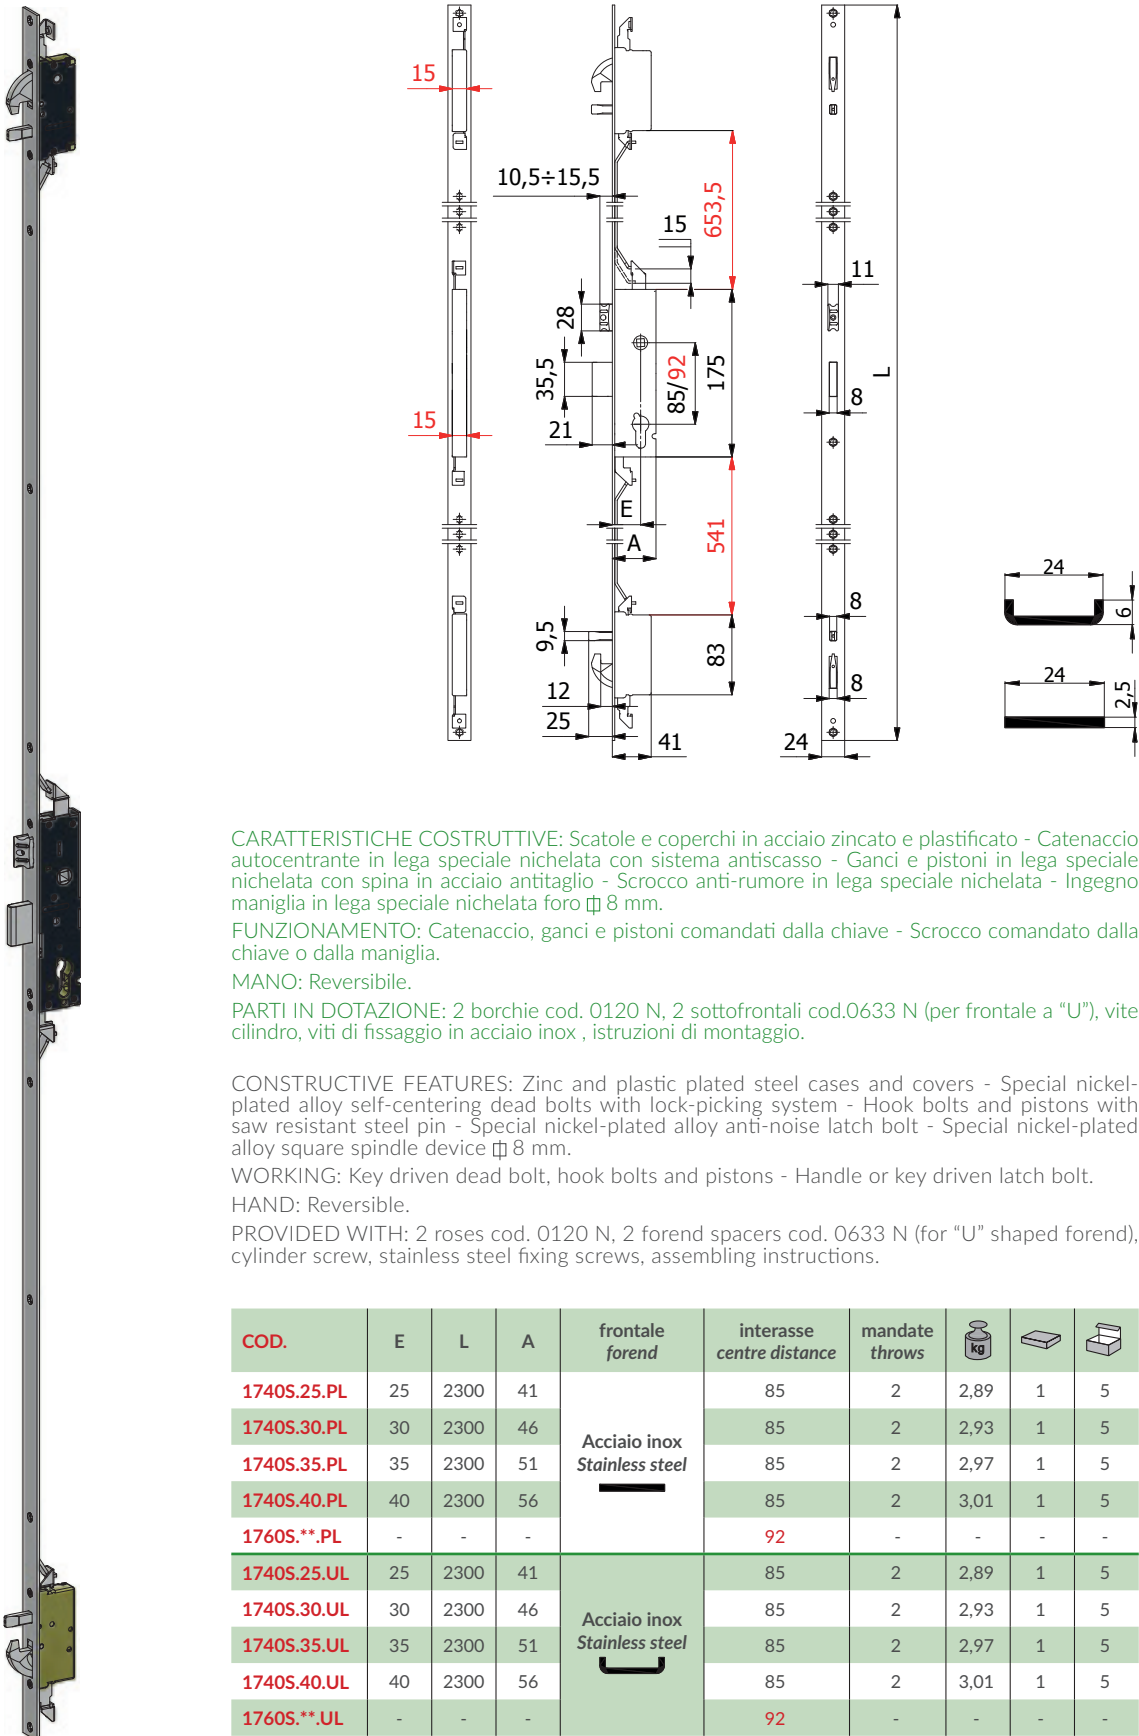 15
10,5÷15,5
653,5
15
11
28
35,5
85/92
175
L
8
15
21
E
A
541
24
6
8
9,5
83
24
2,5
12
8
25
41
24
CARATTERISTICHE COSTRUTTIVE: Scatole e coperchi in acciaio zincato e plastificato - Catenaccio
autocentrante in lega speciale nichelata con sistema antiscasso - Ganci e pistoni in lega speciale
nichelata con spina in acciaio antitaglio - Scrocco anti-rumore in lega speciale nichelata - Ingegno
maniglia in lega speciale nichelata foro 8 mm.
FUNZIONAMENTO: Catenaccio, ganci e pistoni comandati dalla chiave - Scrocco comandato dalla
chiave o dalla maniglia.
MANO: Reversibile.
PARTI IN DOTAZIONE: 2 borchie cod. 0120 N, 2 sottofrontali cod.0633 N (per frontale a “U”), vite
cilindro, viti di fissaggio in acciaio inox , istruzioni di montaggio.
CONSTRUCTIVE FEATURES: Zinc and plastic plated steel cases and covers - Special nickel-
plated alloy self-centering dead bolts with lock-picking system - Hook bolts and pistons with
saw resistant steel pin - Special nickel-plated alloy anti-noise latch bolt - Special nickel-plated
alloy square spindle device 8 mm.
WORKING: Key driven dead bolt, hook bolts and pistons - Handle or key driven latch bolt.
HAND: Reversible.
PROVIDED WITH: 2 roses cod. 0120 N, 2 forend spacers cod. 0633 N (for “U” shaped forend),
cylinder screw, stainless steel fixing screws, assembling instructions.
COD. E L A frontale forend interasse centre distance mandate throws kg
1740S.25.PL 25 2300 41 85 2 2,89 1 5
1740S.30.PL 30 2300 46 85 2 2,93 1 5
Acciaio inox
Stainless steel
1740S.35.PL 35 2300 51 85 2 2,97 1 5
1740S.40.PL 40 2300 56 85 2 3,01 1 5
1760S.**.PL - - - 92 - - - -
1740S.25.UL 25 2300 41 85 2 2,89 1 5
1740S.30.UL 30 2300 46 85 2 2,93 1 5
Acciaio inox
Stainless steel
1740S.35.UL 35 2300 51 85 2 2,97 1 5
1740S.40.UL 40 2300 56 85 2 3,01 1 5
1760S.**.UL - - - 92 - - - -